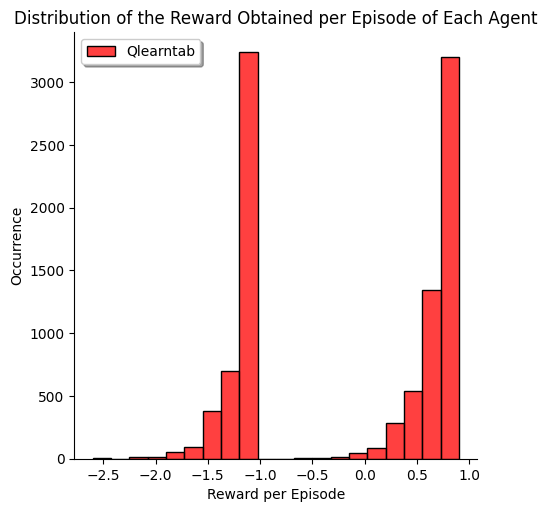 Distribution of the Reward Obtained per Episode of Each Agent
Qlearntab
Occurrence
3000
2500
2000
1500
1000
500
0
−2.5 −2.0 −1.5 −1.0 −0.5 0.0 0.5 1.0
Reward per Episode